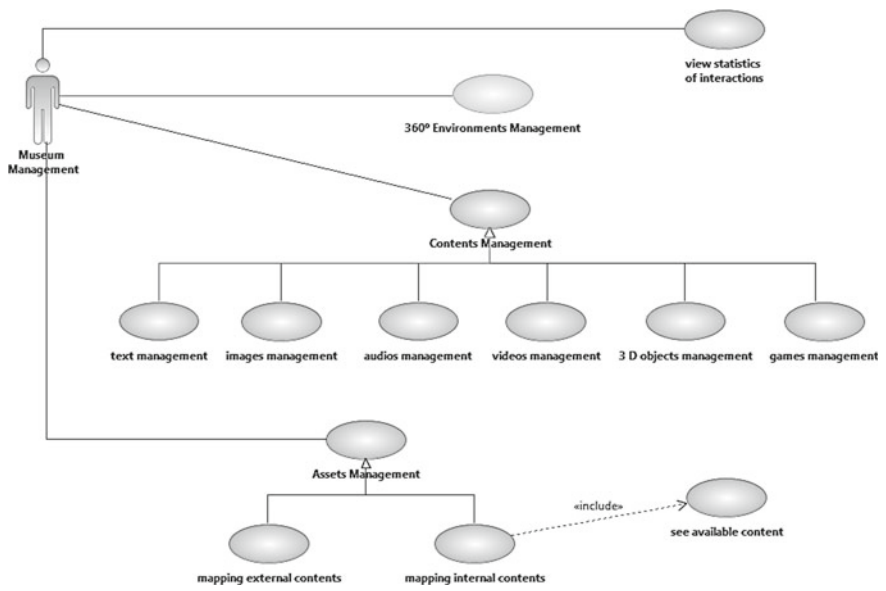 view statistics
of interactions
360º Environments Management
Museum
Management
Contents Management
text management
images management
audios management
videos management
3 D objects management
games management
Assets Management
«include»
see available content
mapping external contents
mapping internal contents